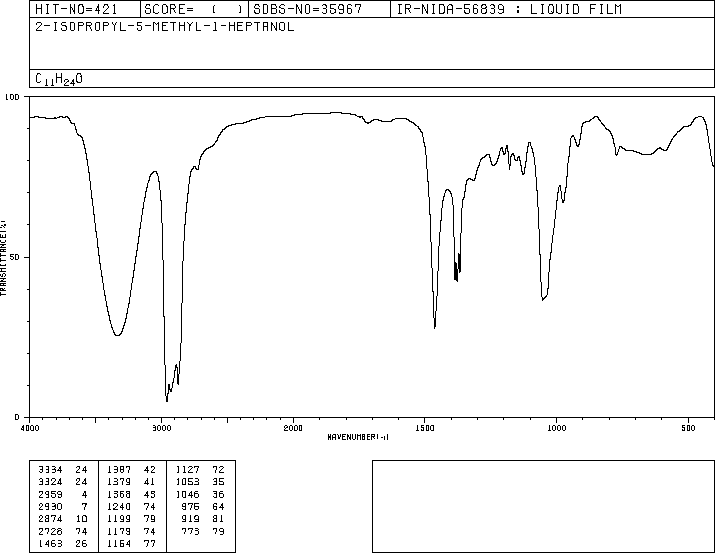 HIT-NO=421 SCORE= ( ) SDBS-NO=35967 IR-NIDA-56839 : LIQUID FILM
2-ISOPROPYL-5-METHYL-1-HEPTANOL
C11H24O
100
50
0
TRANSMITTANCE(%)
4000 3000 2000 1500 1000 500
WAVENUMBER(-1)
3334 24 1387 42 1127 72
3324 24 1379 41 1053 35
2959 4 1368 45 1046 36
2930 7 1240 74 976 64
2874 10 1199 79 919 81
2728 74 1179 74 773 79
1463 26 1164 77